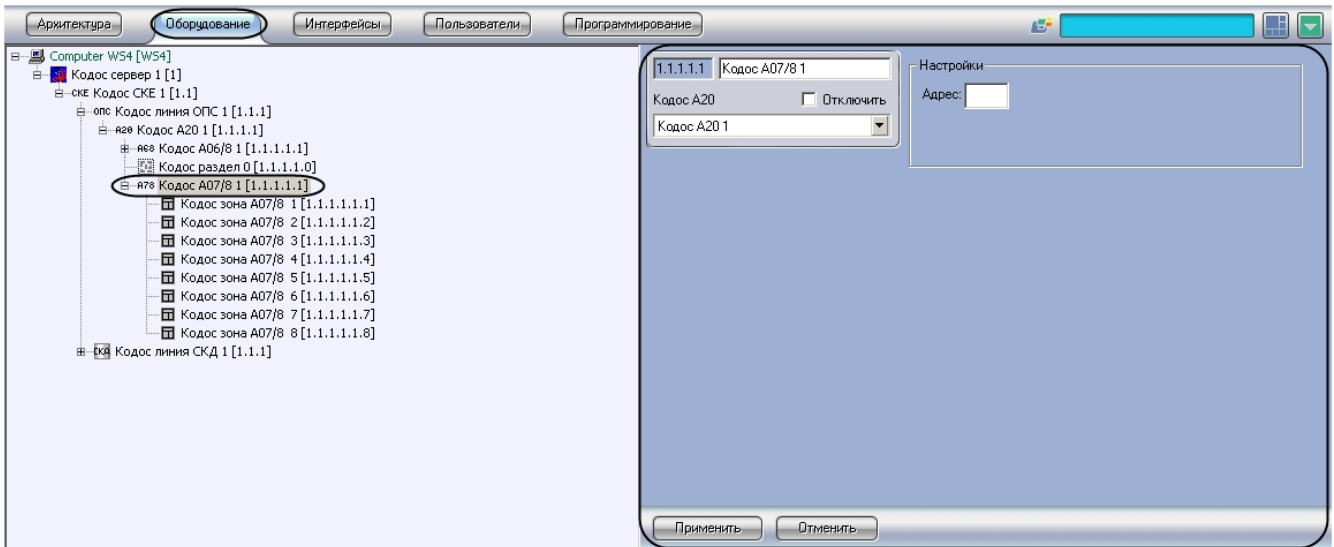 Архитектура Оборудование Интерфейсы Пользователи Программирование
Computer WS4 [WS4]
Кодос сервер 1 [1]
СКЕ Кодос СКЕ 1 [1.1]
ОПС Кодос линия ОПС 1 [1.1.1]
А20 Кодос А20 1 [1.1.1.1]
А68 Кодос А06/8 1 [1.1.1.1.1]
Кодос раздел 0 [1.1.1.1.0]
А78 Кодос А07/8 1 [1.1.1.1.1]
Кодос зона А07/8 1 [1.1.1.1.1.1]
Кодос зона А07/8 2 [1.1.1.1.1.2]
Кодос зона А07/8 3 [1.1.1.1.1.3]
Кодос зона А07/8 4 [1.1.1.1.1.4]
Кодос зона А07/8 5 [1.1.1.1.1.5]
Кодос зона А07/8 6 [1.1.1.1.1.6]
Кодос зона А07/8 7 [1.1.1.1.1.7]
Кодос зона А07/8 8 [1.1.1.1.1.8]
СКД Кодос линия СКД 1 [1.1.1]
1.1.1.1.1 Кодос А07/8 1
Кодос А20 Отключить
Кодос А20 1
Настройки
Адрес:
Применить Отменить